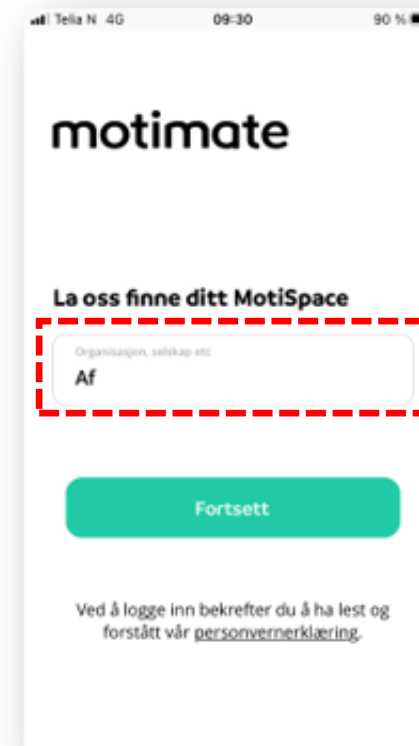 Telia N 4G 09:30 90 %
motimate
La oss finne ditt MotiSpace
Organisasjon, selskap etc
Af
Fortsett
Ved å logge inn bekrefter du å ha lest og
forstått vår personvernerklæring.